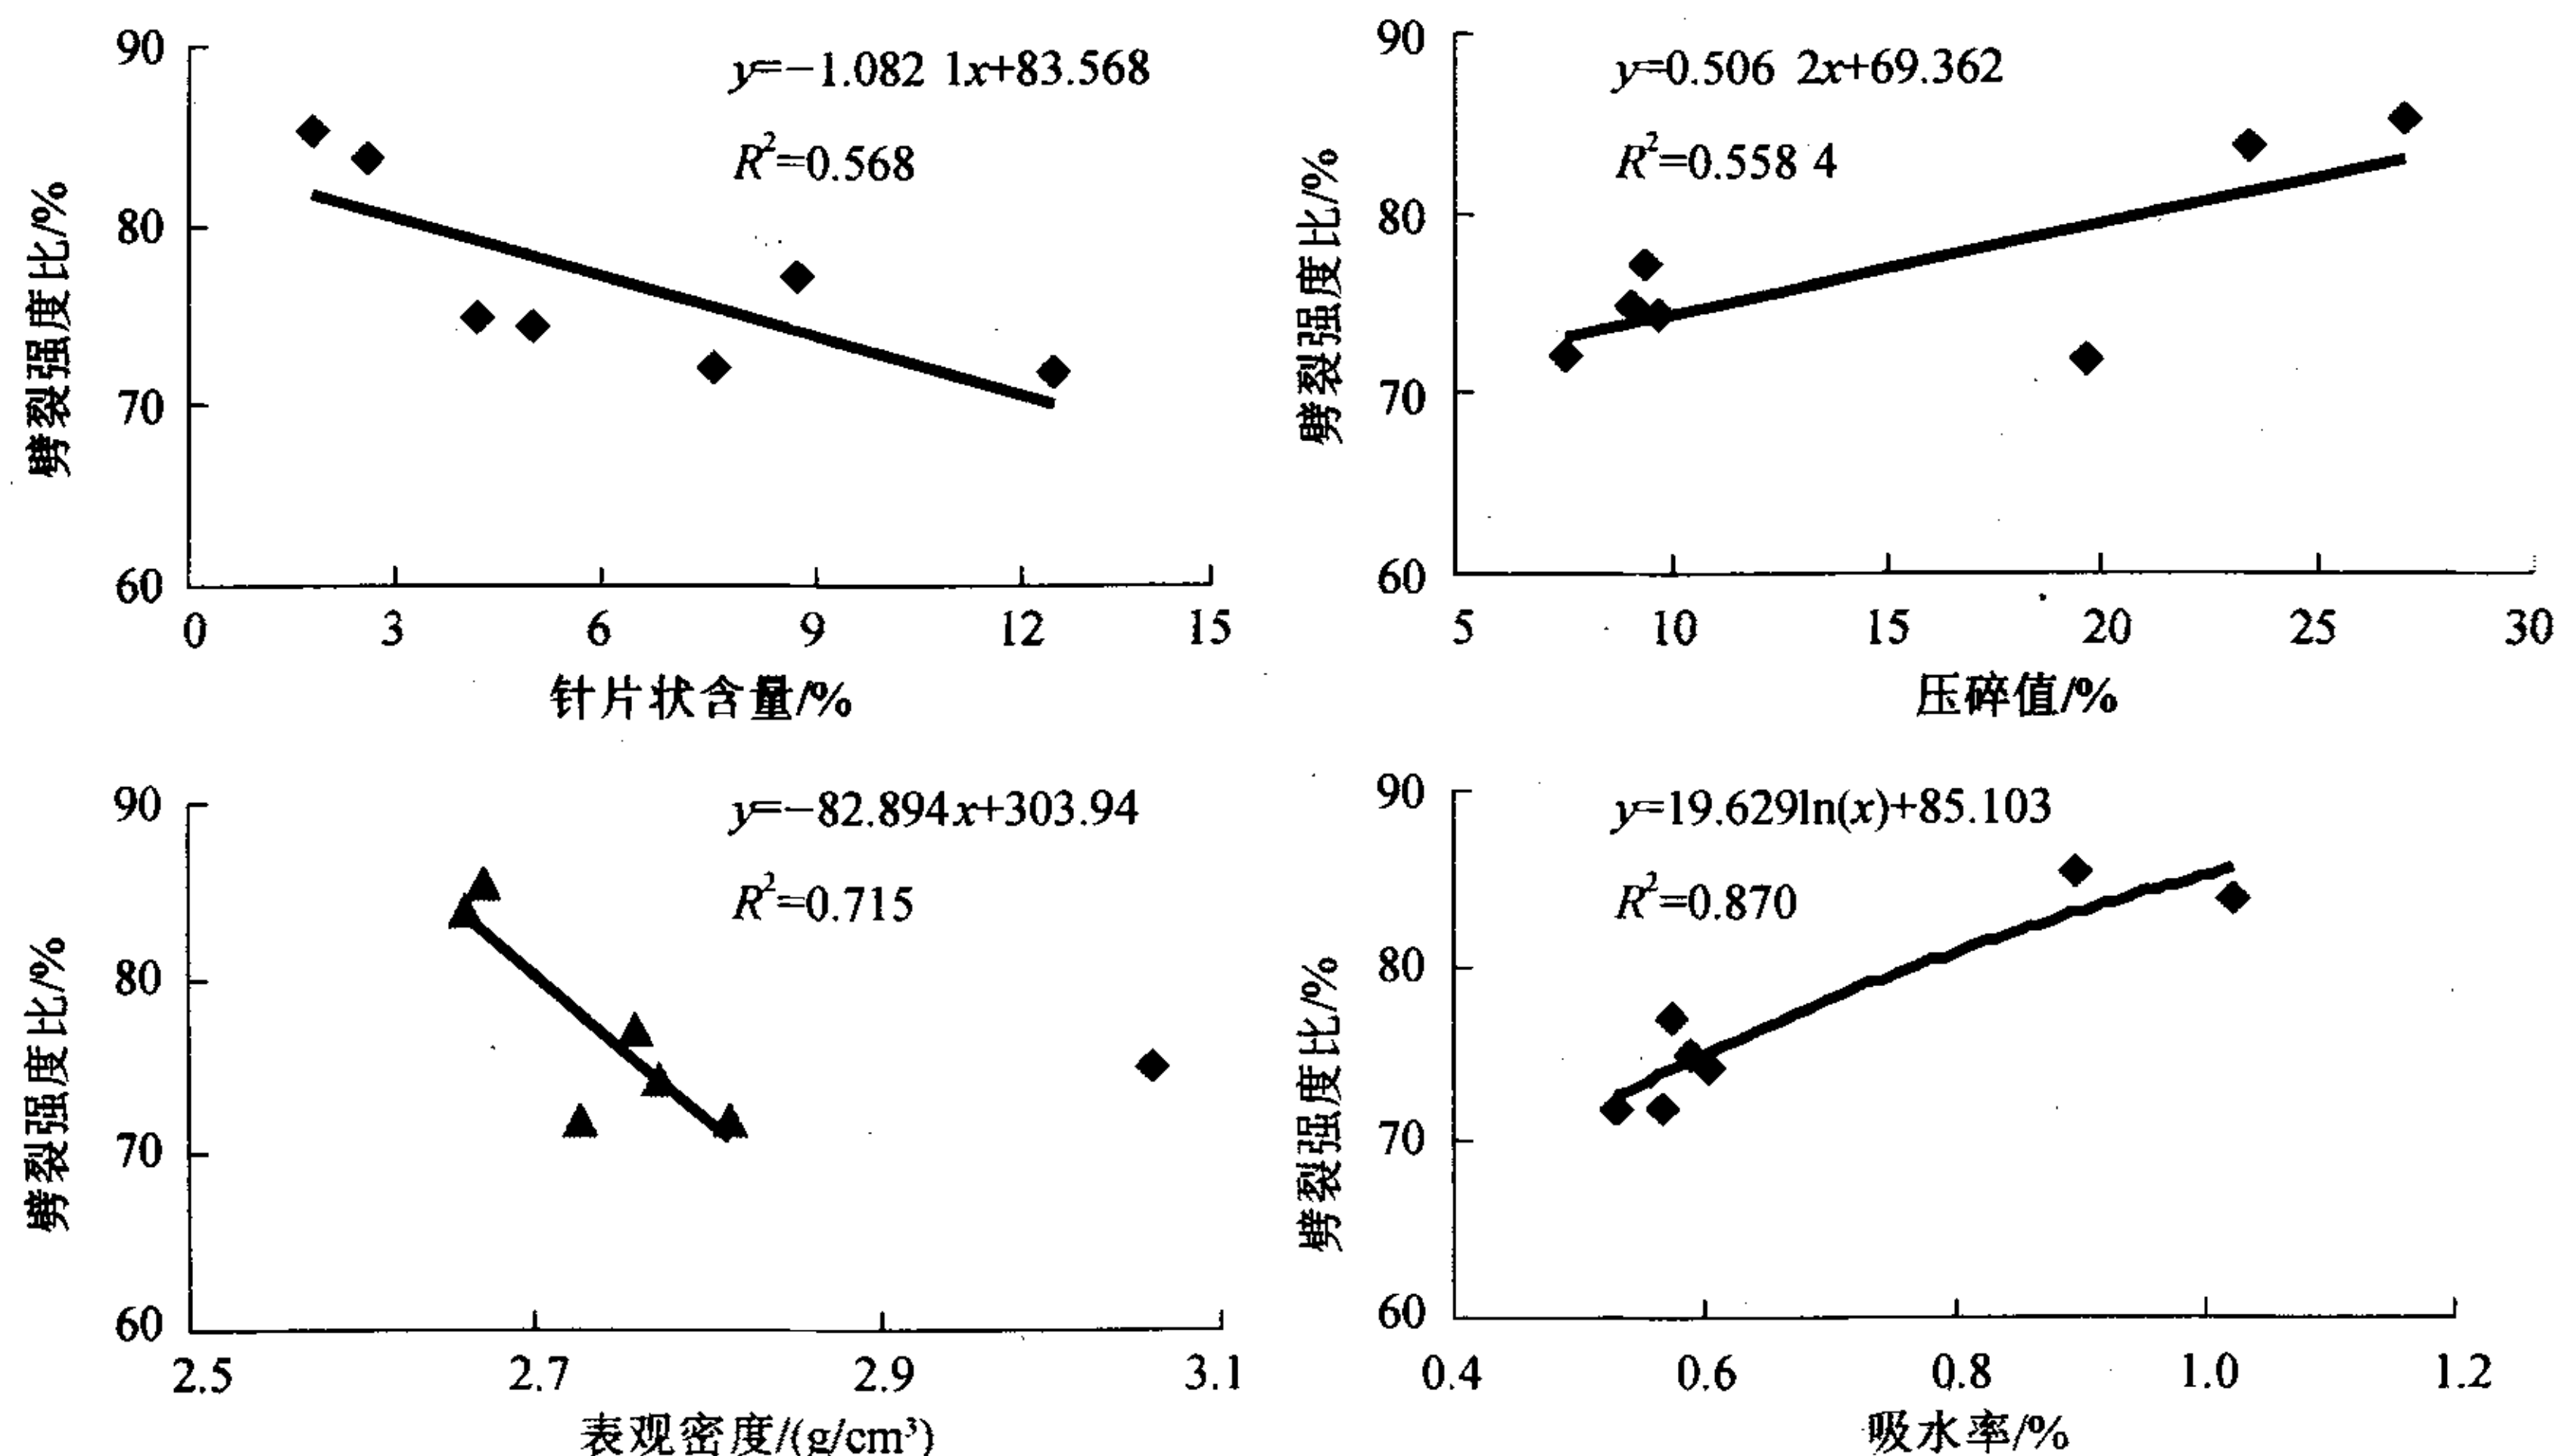 90
80
70
60
劈裂强度比/%
y=−1.082 1x+83.568
R²=0.568
0 3 6 9 12 15
针片状含量/%
90
80
70
60
劈裂强度比/%
y=0.506 2x+69.362
R²=0.558 4
5 10 15 20 25 30
压碎值/%
90
80
70
60
劈裂强度比/%
y=−82.894x+303.94
R²=0.715
2.5 2.7 2.9 3.1
表观密度/(g/cm³)
90
80
70
60
劈裂强度比/%
y=19.629ln(x)+85.103
R²=0.870
0.4 0.6 0.8 1.0 1.2
吸水率/%